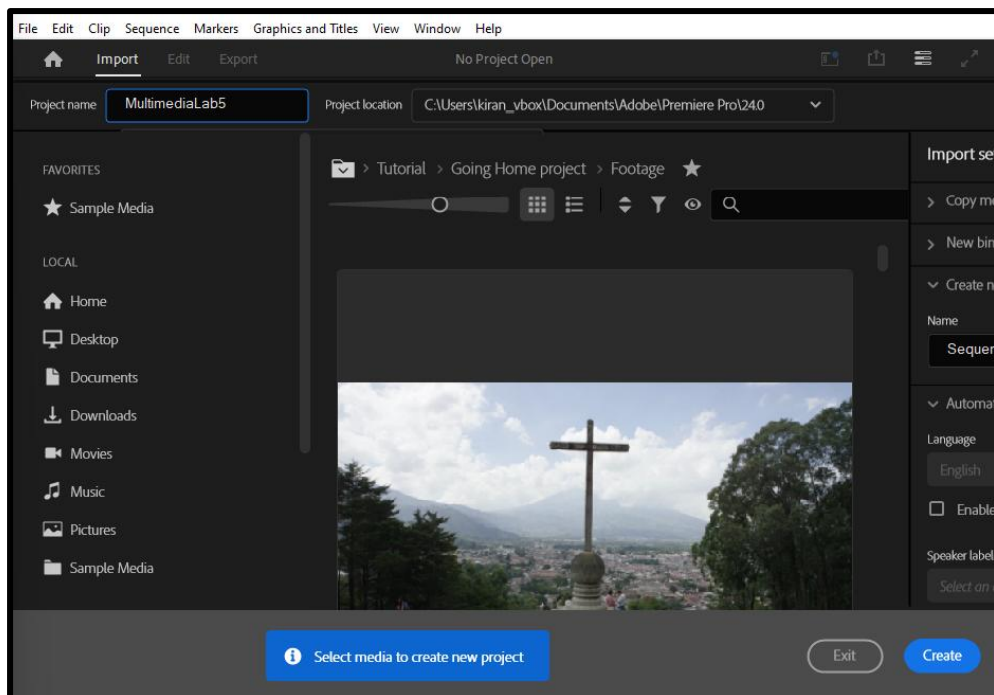 File Edit Clip Sequence Markers Graphics and Titles View Window Help
Import Edit Export No Project Open
Project name MultimediaLab5 Project location C:\Users\kiran_vbox\Documents\Adobe\Premiere Pro\24.0
FAVORITES
Sample Media
LOCAL
Home
Desktop
Documents
Downloads
Movies
Music
Pictures
Sample Media
> Tutorial > Going Home project > Footage
Import se
Copy me
New bin
Create n
Name
Sequer
Automa
Language
English
Enable
Speaker label
Select an
Select media to create new project
Exit Create